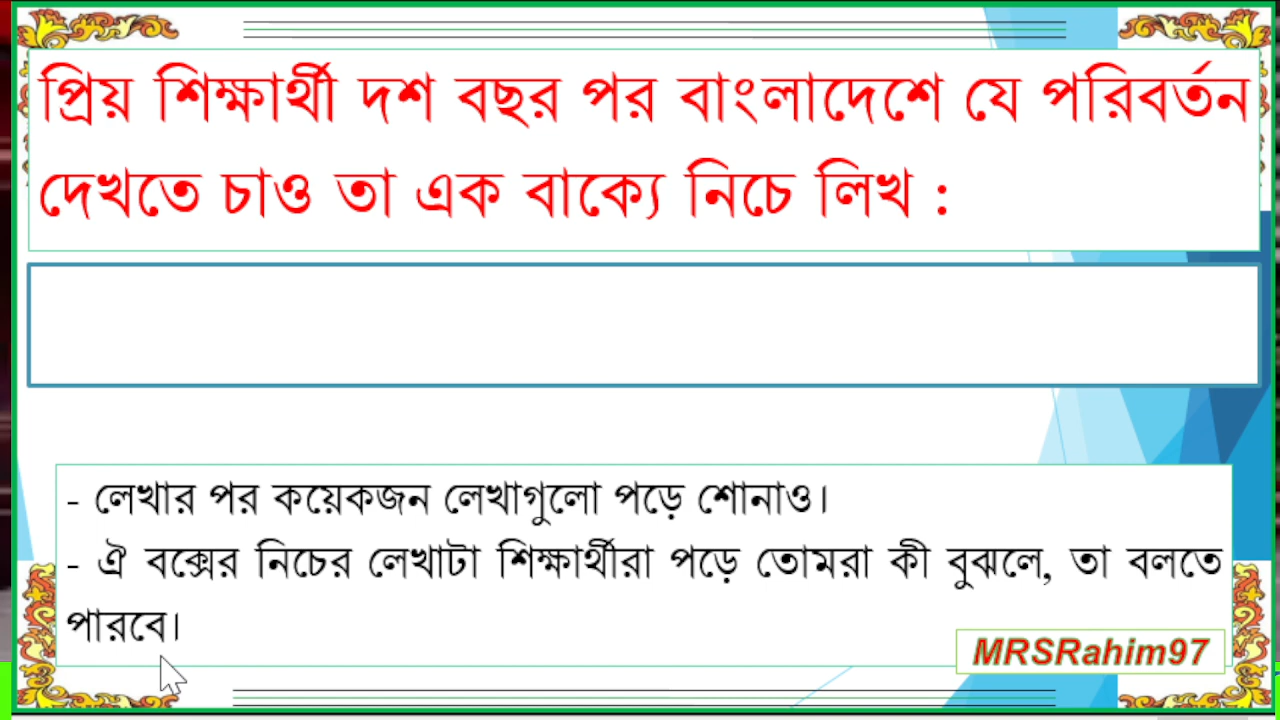 প্রিয় শিক্ষার্থী দশ বছর পর বাংলাদেশে যে পরিবর্তন
দেখতে চাও তা এক বাক্যে নিচে লিখ :
- লেখার পর কয়েকজন লেখাগুলো পড়ে শোনাও।
- ঐ বক্সের নিচের লেখাটা শিক্ষার্থীরা পড়ে তোমরা কী বুঝলে, তা বলতে
পারবে।
MRSRahim97